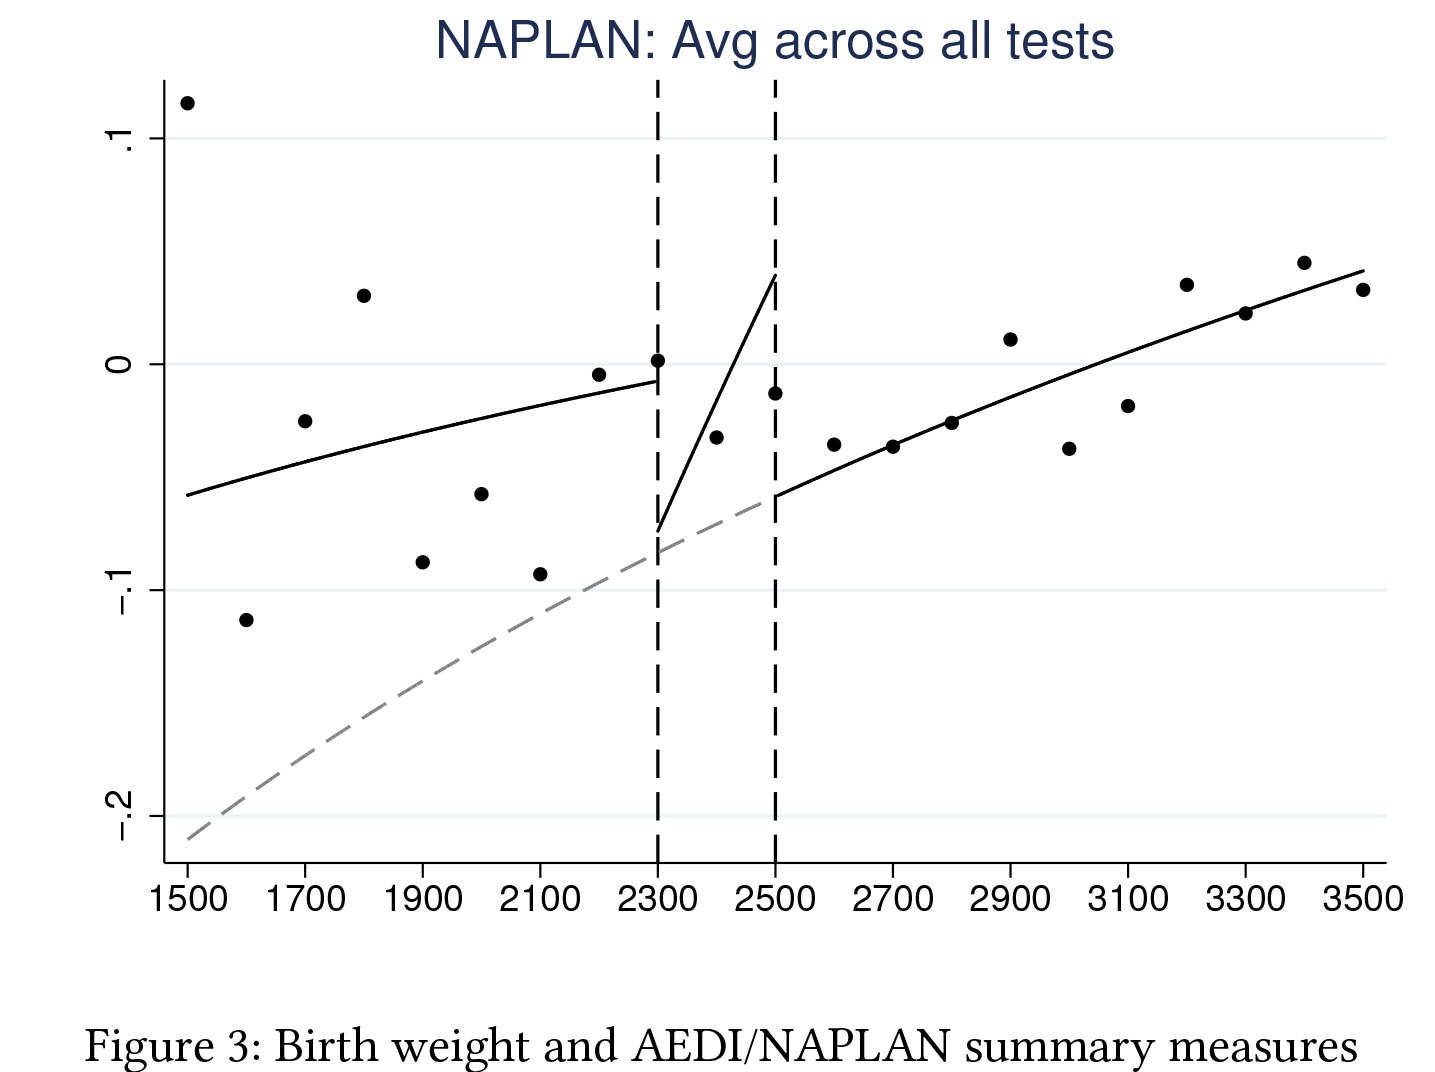 NAPLAN: Avg across all tests
.1
0
−.1
−.2
1500 1700 1900 2100 2300 2500 2700 2900 3100 3300 3500
Figure 3: Birth weight and AEDI/NAPLAN summary measures